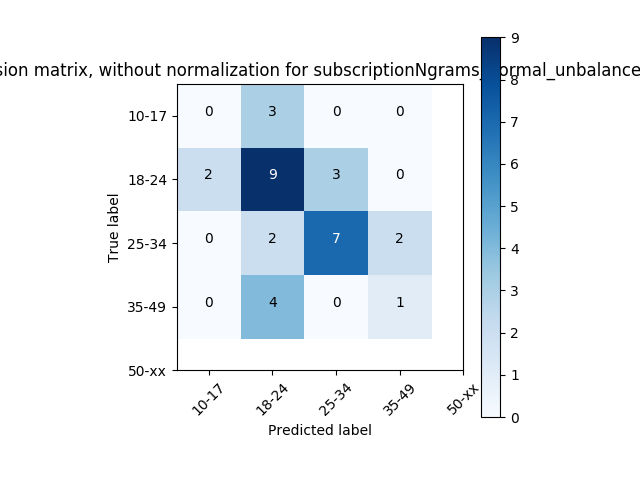 sion matrix, without normalization for subscriptionNgrams_normal_unbalance
10-17 0 3 0 0
18-24 2 9 3 0
25-34 0 2 7 2
35-49 0 4 0 1
50-xx
True label
10-17 18-24 25-34 35-49 50-xx
Predicted label
9
8
7
6
5
4
3
2
1
0